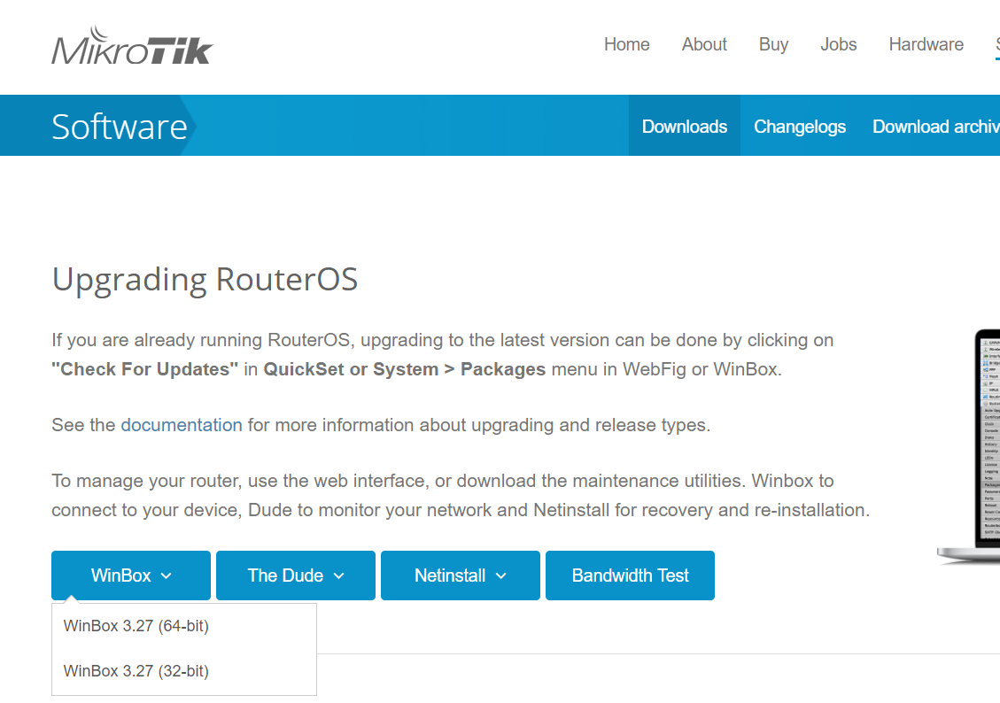 MikroTik
Home About Buy Jobs Hardware
Software Downloads Changelogs Download archiv
Upgrading RouterOS
If you are already running RouterOS, upgrading to the latest version can be done by clicking on
"Check For Updates" in QuickSet or System > Packages menu in WebFig or WinBox.
See the documentation for more information about upgrading and release types.
To manage your router, use the web interface, or download the maintenance utilities. Winbox to
connect to your device, Dude to monitor your network and Netinstall for recovery and re-installation.
WinBox The Dude Netinstall Bandwidth Test
WinBox 3.27 (64-bit)
WinBox 3.27 (32-bit)